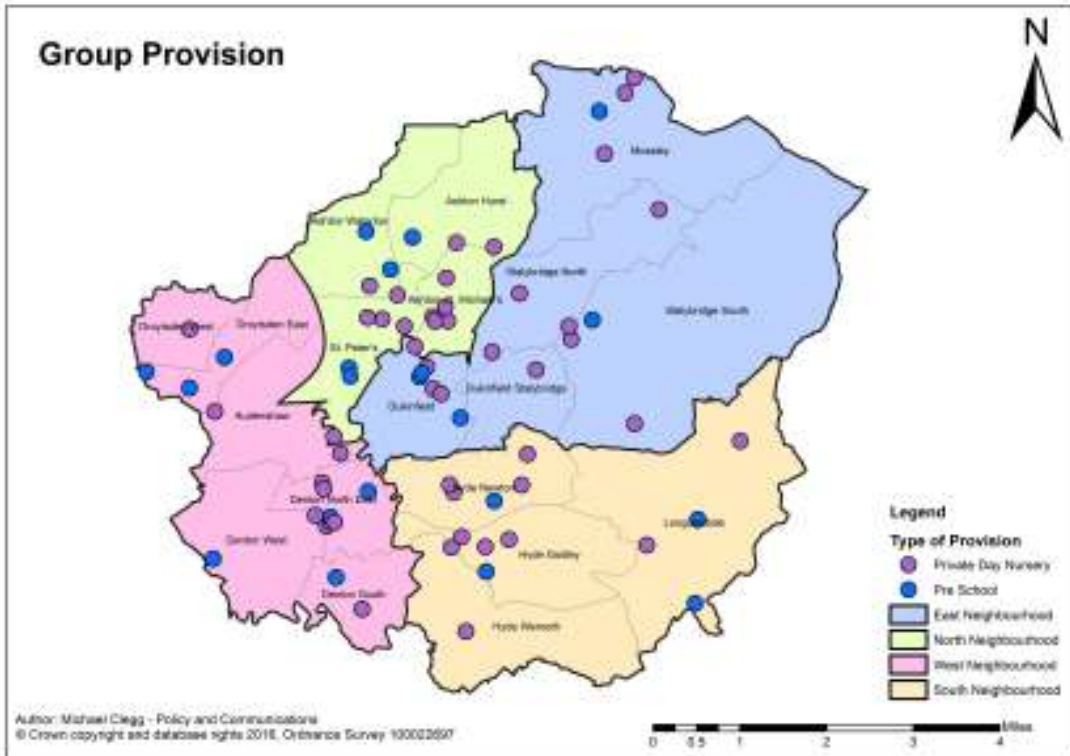 Group Provision
N
Mossley
Ashton Hurst
Ashton Waterloo
Stalybridge North
Ashton St. Michael's
Stalybridge South
Droylsden East
St. Peter's
Dukinfield Stalybridge
Dukinfield
Audenshaw
Hyde Newton
Denton North East
Longdendale
Denton West
Hyde Godley
Denton South
Hyde Werneth
Legend
Type of Provision
Private Day Nursery
Pre School
East Neighbourhood
North Neighbourhood
West Neighbourhood
South Neighbourhood
Author: Michael Clegg - Policy and Communications
© Crown copyright and database rights 2016. Ordnance Survey 100022697
Miles
0 0.5 1 2 3 4